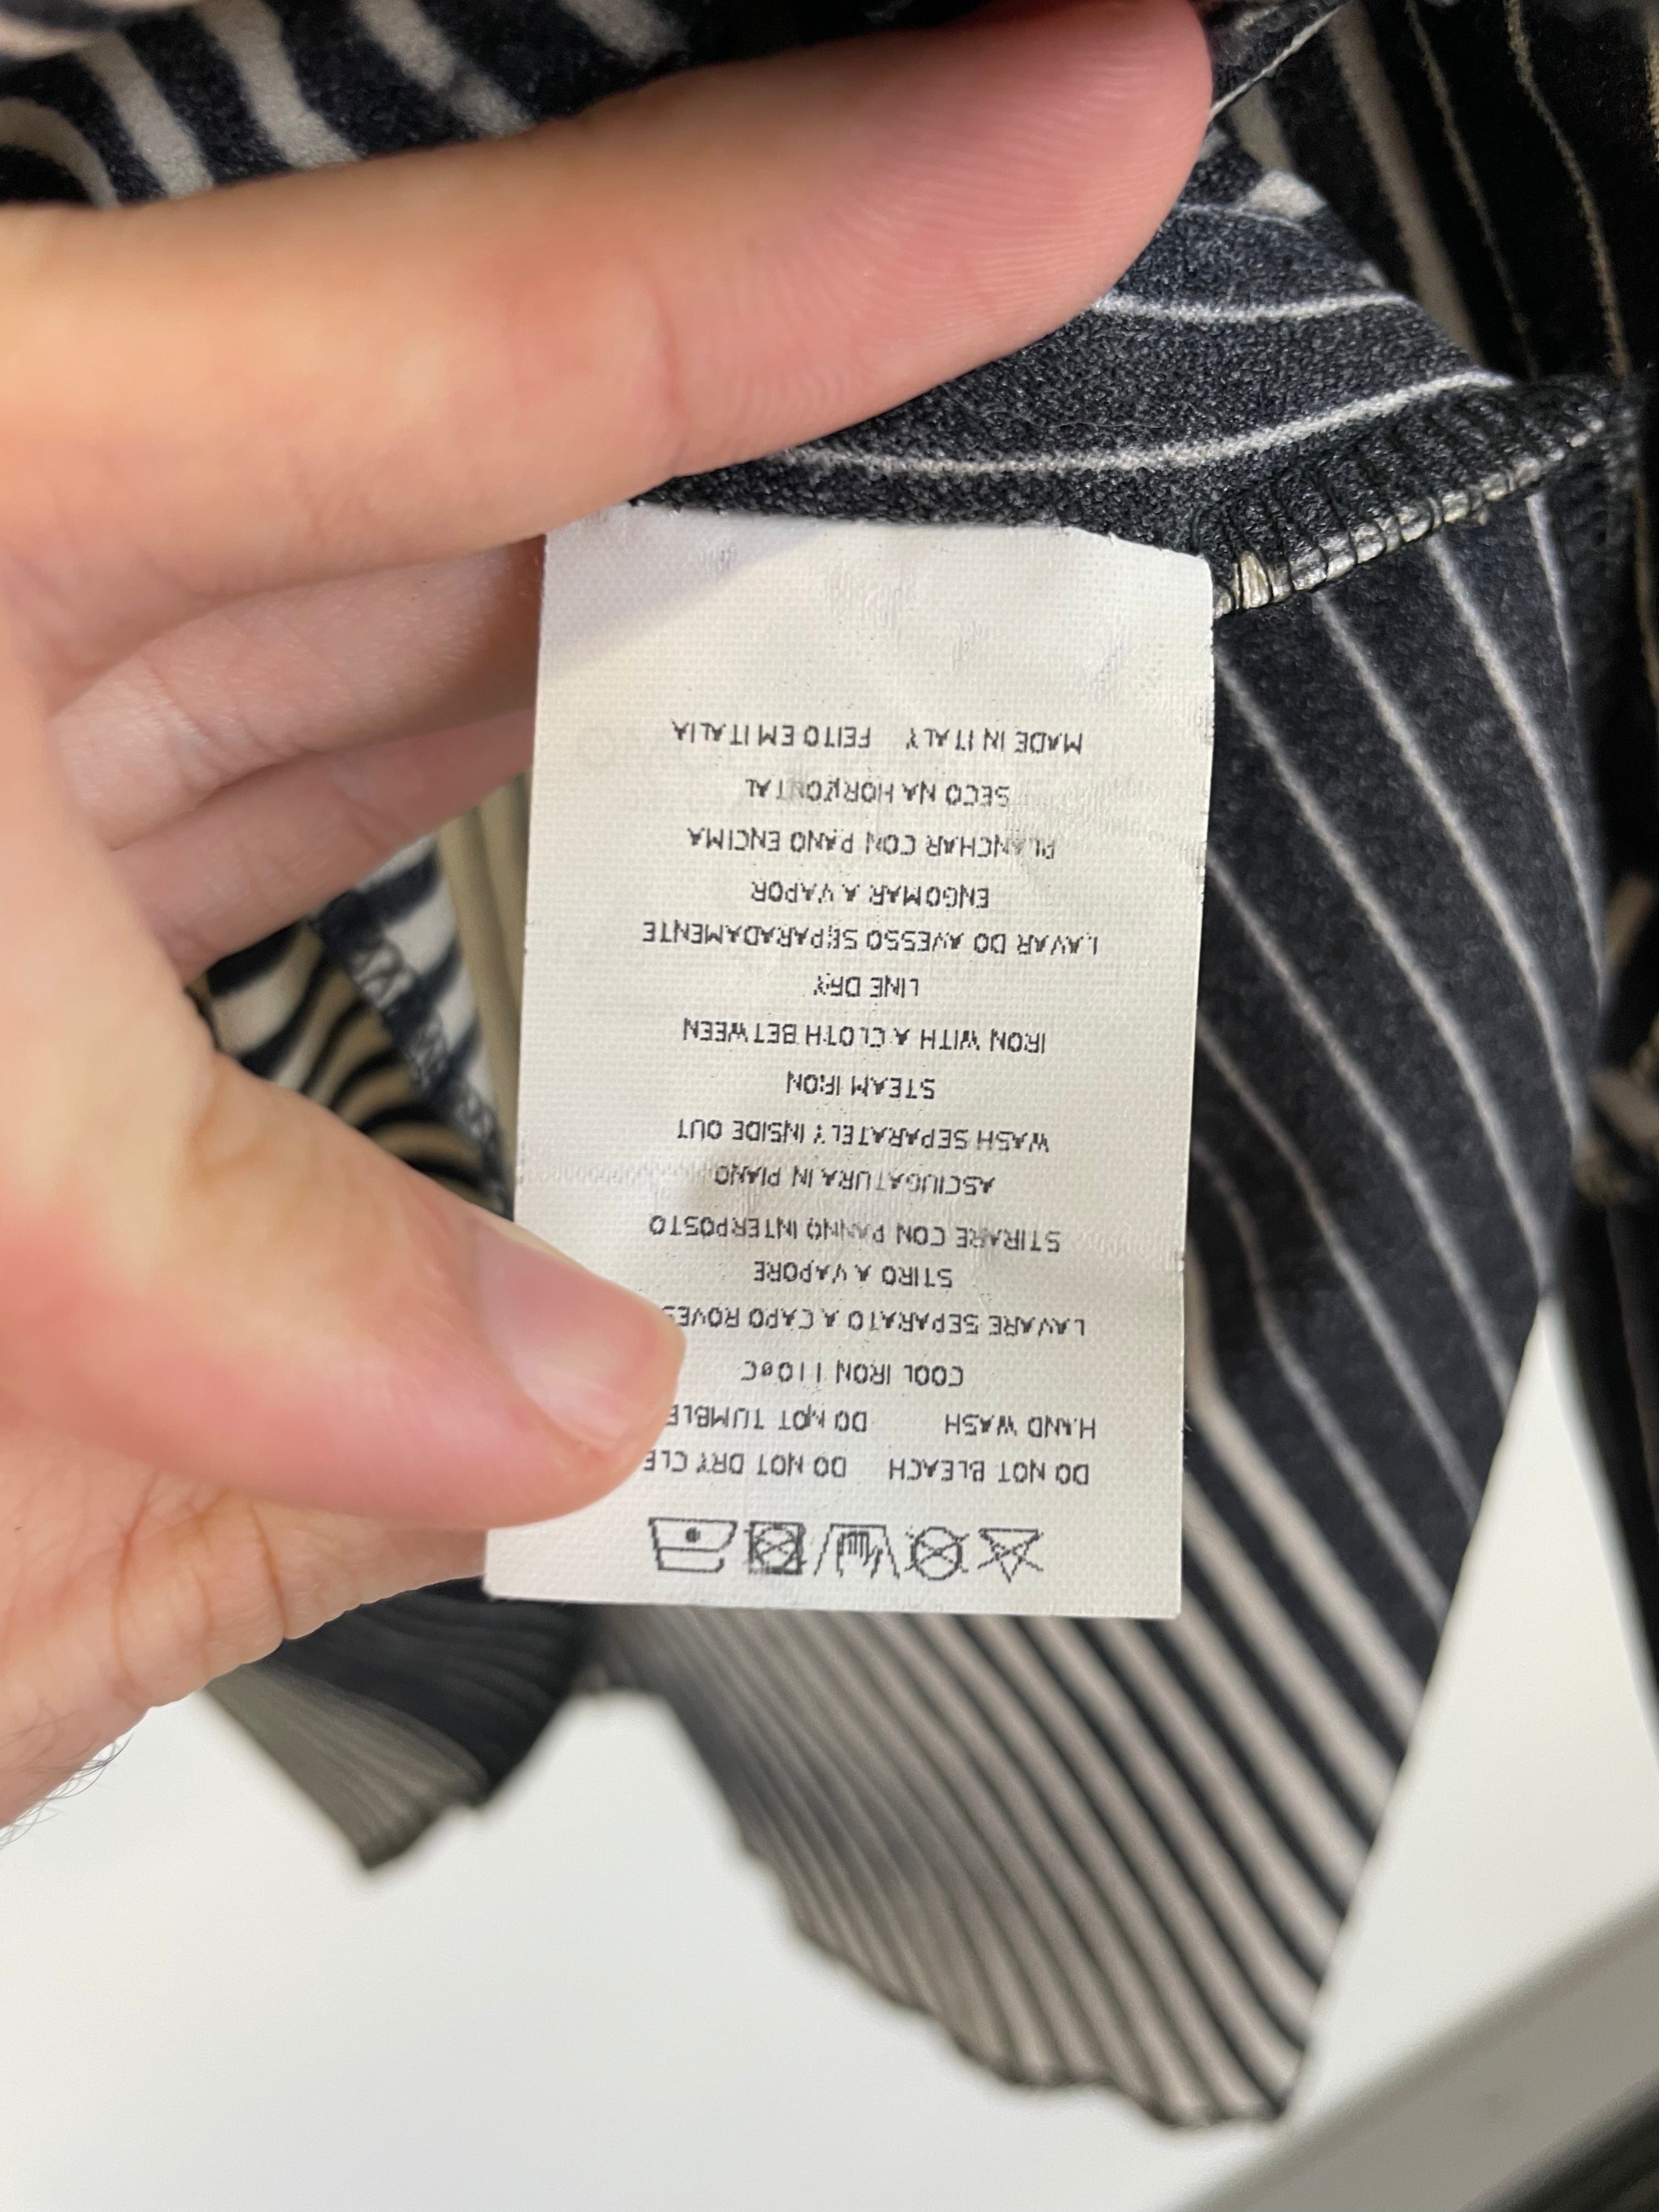 DO NOT BLEACH DO NOT DRY CLE
HAND WASH DO NOT TUMBLE
COOL IRON 110°C
LAVARE SEPARATO A CAPO ROVES
STIRO A VAPORE
STIRARE CON PANNO INTERPOSTO
ASCIUGATURA IN PIANO
WASH SEPARATELY INSIDE OUT
STEAM IRON
IRON WITH A CLOTH BETWEEN
LINE DRY
LAVAR DO AVESSO SEPARADAMENTE
ENGOMAR A VAPOR
PLANCHAR CON PANO ENCIMA
SECO NA HORIZONTAL
MADE IN ITALY FEITO EM ITALIA